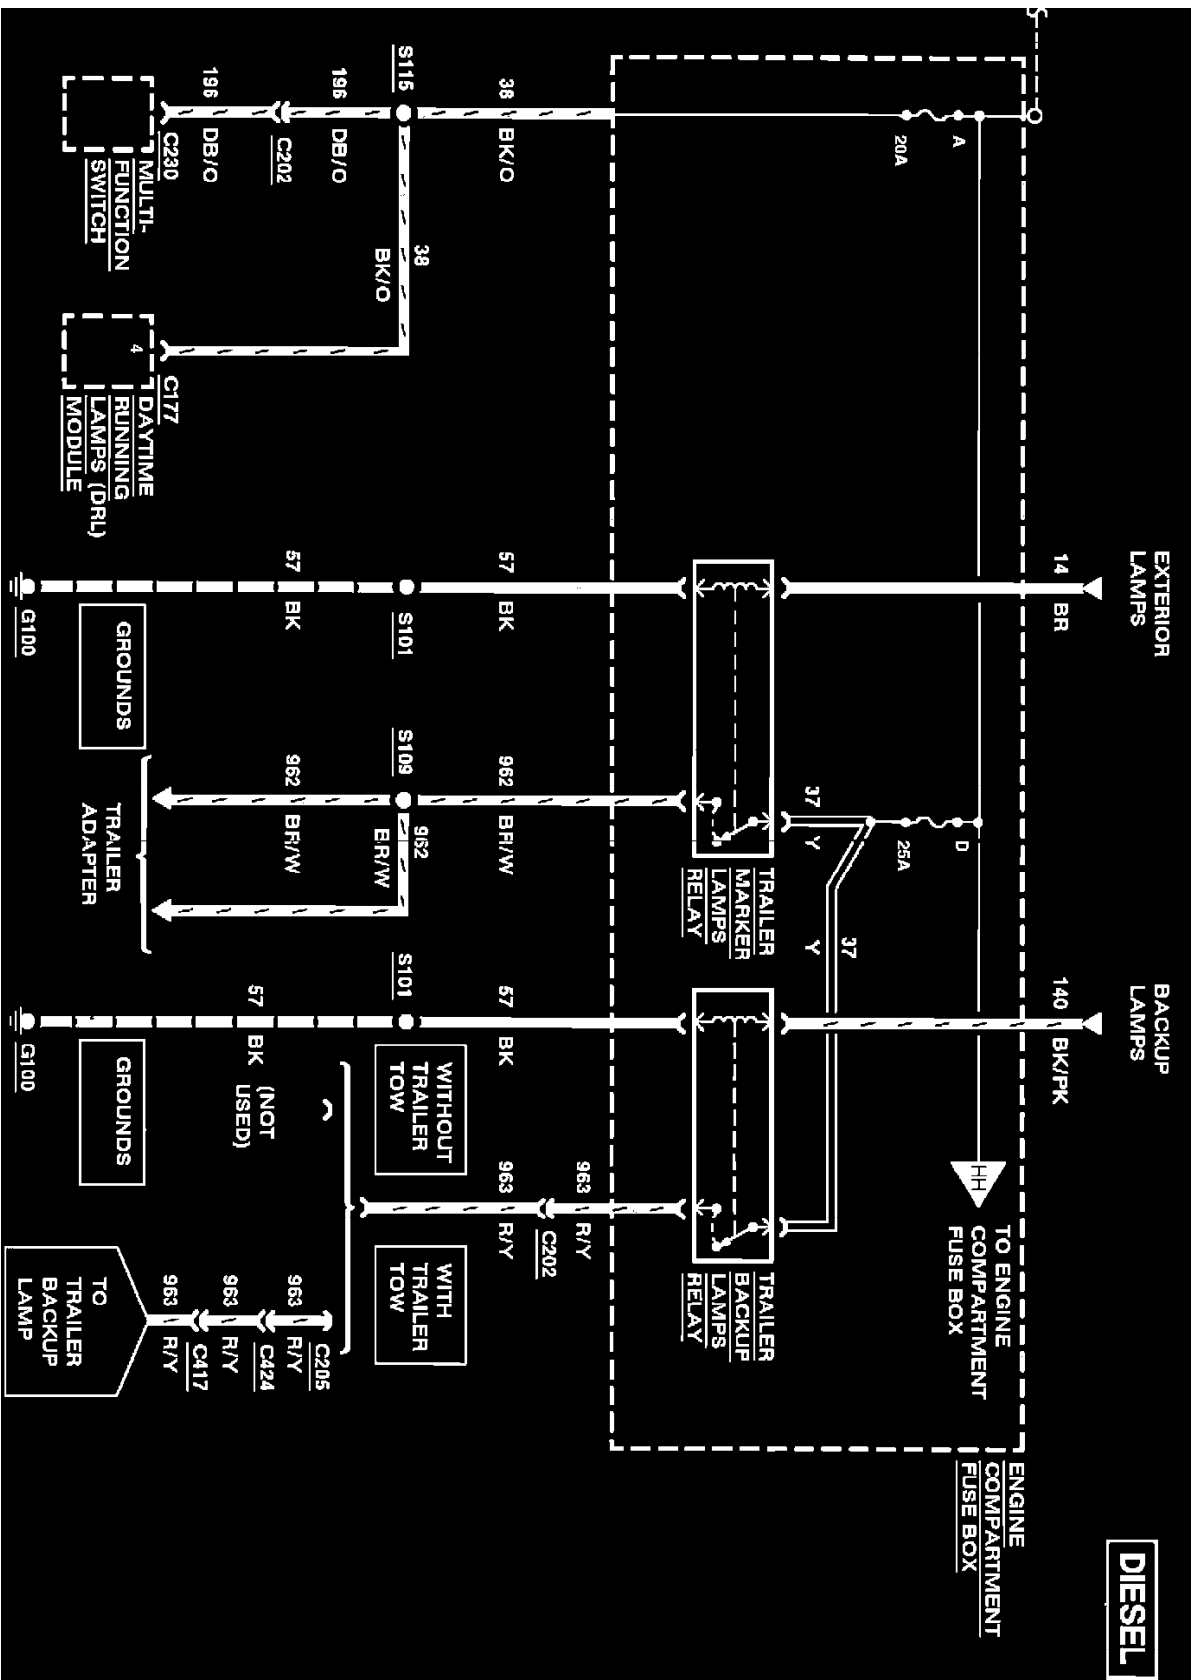 DIESEL
EXTERIOR
LAMPS
BACKUP
LAMPS
14 BR
140 BK/PK
ENGINE
COMPARTMENT
FUSE BOX
HH
TO ENGINE
COMPARTMENT
FUSE BOX
A
20A
D
25A
37 Y
37
Y
TRAILER
MARKER
LAMPS
RELAY
TRAILER
BACKUP
LAMPS
RELAY
38 BK/O
57 BK
962 BR/W
57 BK
963 R/Y
C202
963 R/Y
S115
38
BK/O
S101
S109
962
BR/W
S101
WITHOUT
TRAILER
TOW
WITH
TRAILER
TOW
196 DB/O
C202
196 DB/O
C230
MULTI-
FUNCTION
SWITCH
4
C177
DAYTIME
RUNNING
LAMPS (DRL)
MODULE
57 BK
GROUNDS
G100
962 BR/W
TRAILER
ADAPTER
57 BK
GROUNDS
G100
(NOT
USED)
963 R/Y
C205
963 R/Y
C424
963 R/Y
C417
TO
TRAILER
BACKUP
LAMP